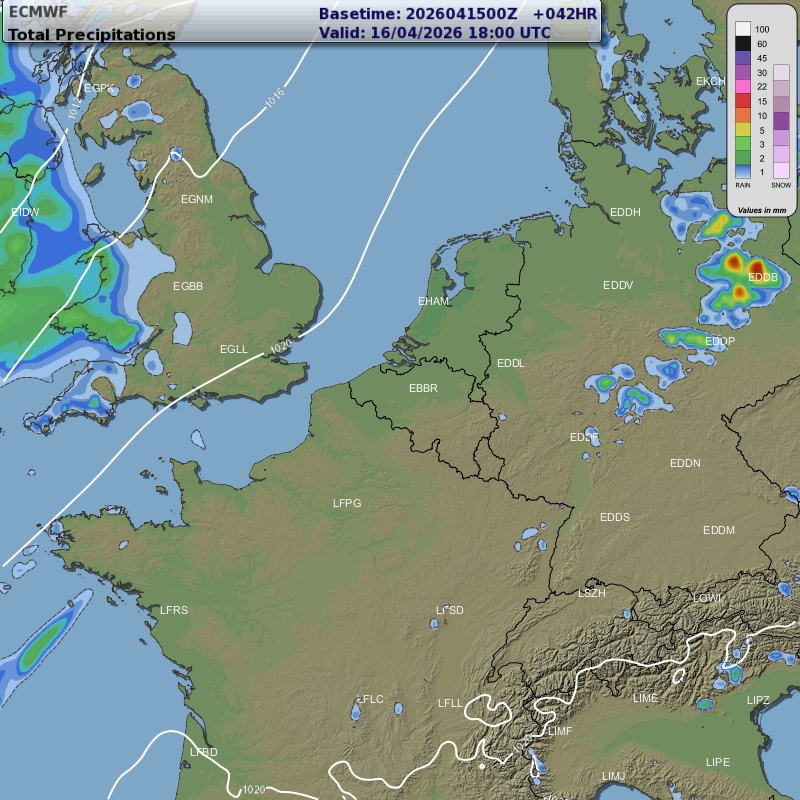 ECMWF
Basetime: 2026041500Z +042HR
Total Precipitations
Valid: 16/04/2026 18:00 UTC
100
60
45
30
22
15
10
5
3
2
1
RAIN
SNOW
Values in mm
EGPK
EKCH
1012
1016
EIDW
EGNM
EDDH
EGBB
EHAM
EDDV
EDDB
EGLL
1020
EDDL
EDDP
EBBR
EDDF
EDDN
LFPG
EDDS
EDDM
LSZH
LOWI
LFRS
LFSD
LFLC
LFLL
LIME
LIPZ
LIMF
LFBD
LIPE
LIMJ
1020